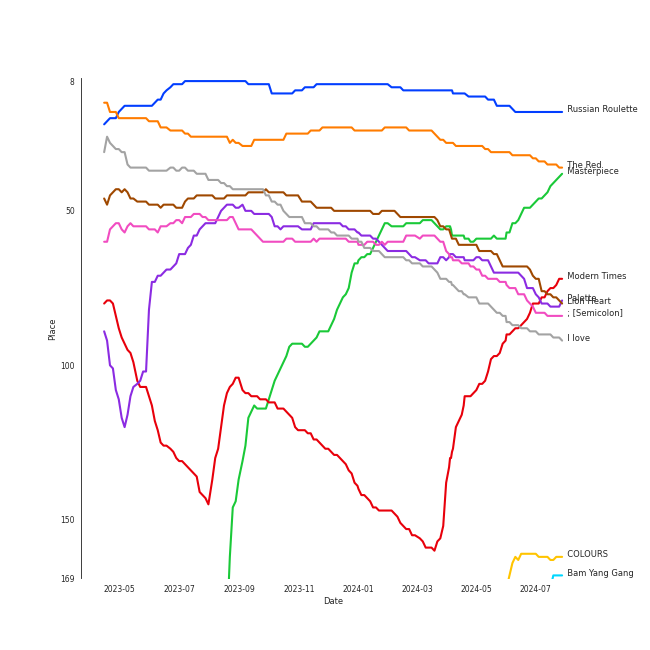 8
50
100
150
169
Place
2023-05
2023-07
2023-09
2023-11
2024-01
2024-03
2024-05
2024-07
Date
Russian Roulette
The Red
Masterpiece
Modern Times
Palette
Lion Heart
; [Semicolon]
I love
COLOURS
Bam Yang Gang